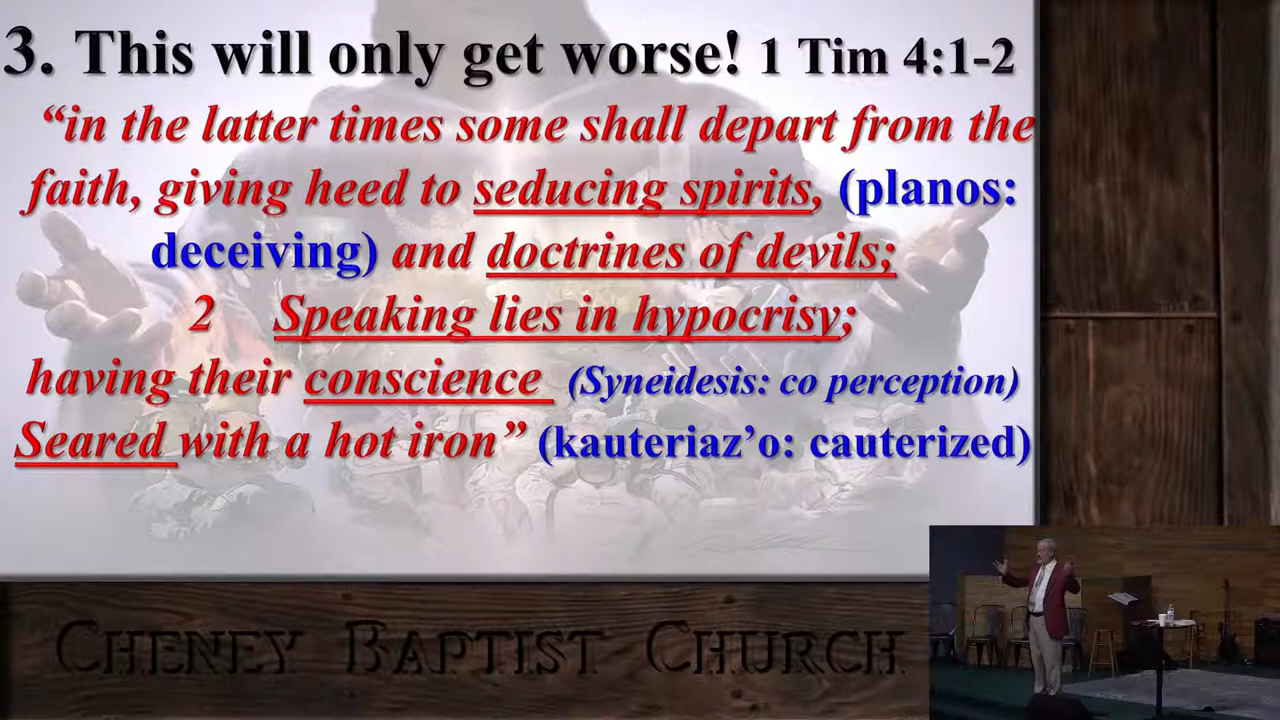 3. This will only get worse! 1 Tim 4:1-2
“in the latter times some shall depart from the
faith, giving heed to seducing spirits, (planos:
deceiving) and doctrines of devils;
2 Speaking lies in hypocrisy;
having their conscience (Syneidesis: co perception)
Seared with a hot iron” (kauteriaz’o: cauterized)
CHENEY BAPTIST CHURCH